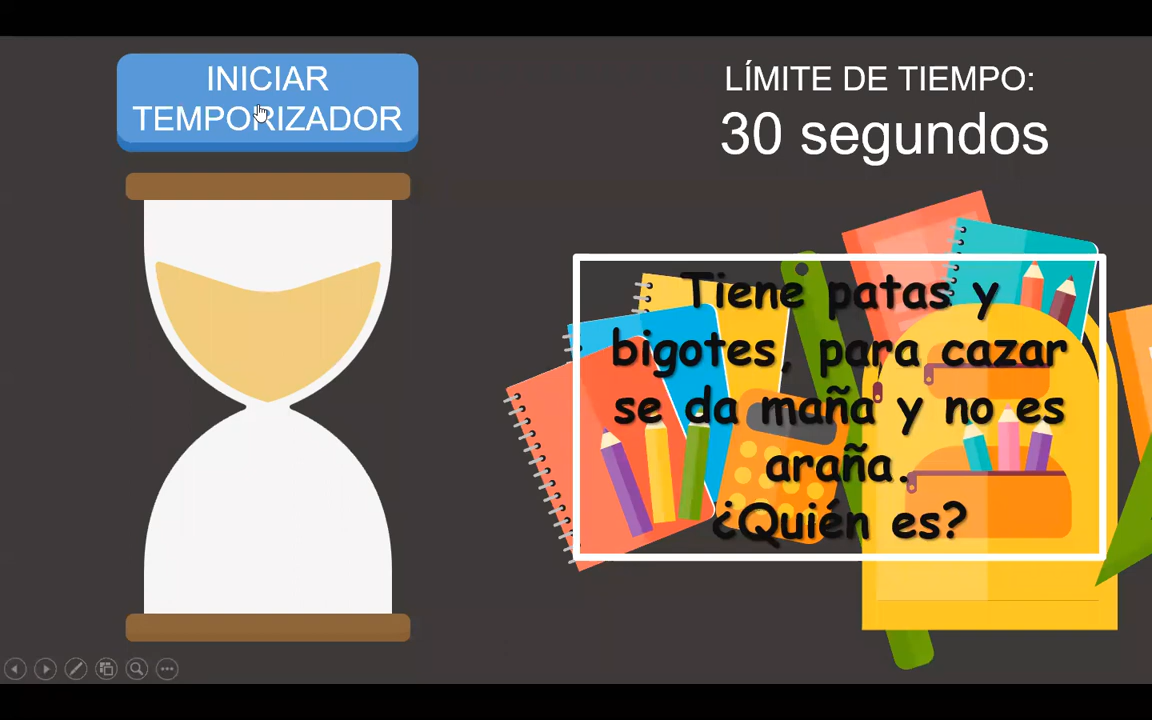 INICIAR
TEMPORIZADOR
LÍMITE DE TIEMPO:
30 segundos
Tiene patas y
bigotes, para cazar
se da maña y no es
araña.
¿Quién es?